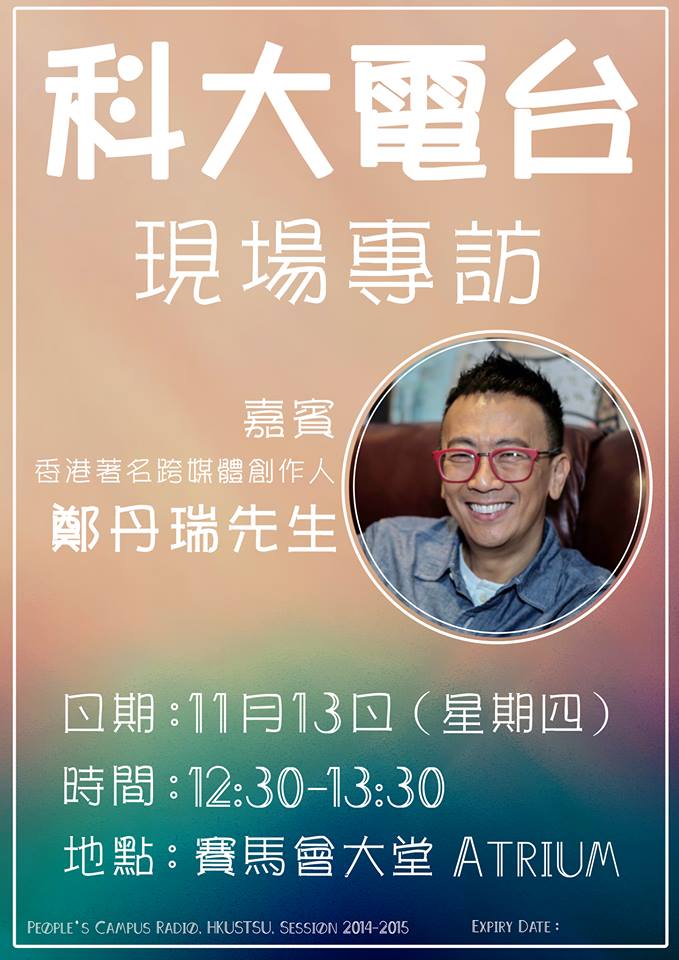 科大電台
現場專訪
嘉賓
香港著名跨媒體創作人
鄭丹瑞先生
日期：11月13日（星期四）
時間：12:30-13:30
地點：賽馬會大堂 ATRIUM
PEOPLE'S CAMPUS RADIO, HKUSTSU, SESSION 2014-2015
EXPIRY DATE :